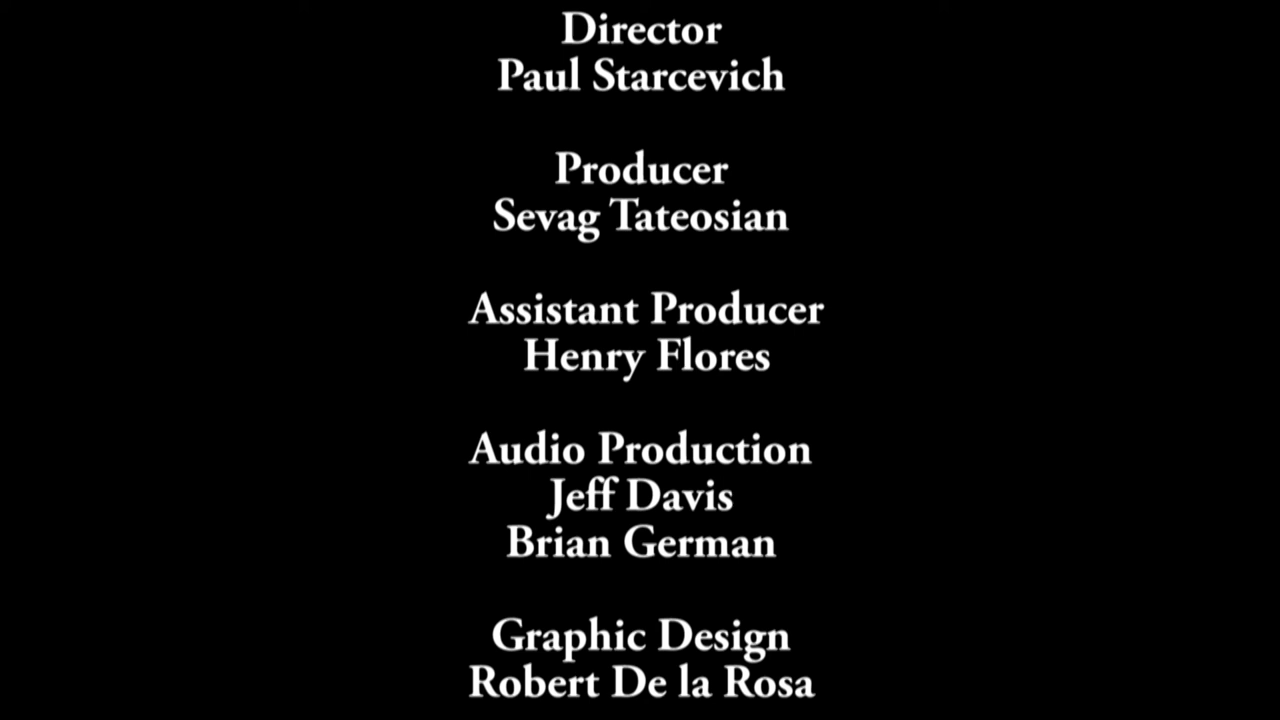 Director
Paul Starcevich
Producer
Sevag Tateosian
Assistant Producer
Henry Flores
Audio Production
Jeff Davis
Brian German
Graphic Design
Robert De la Rosa